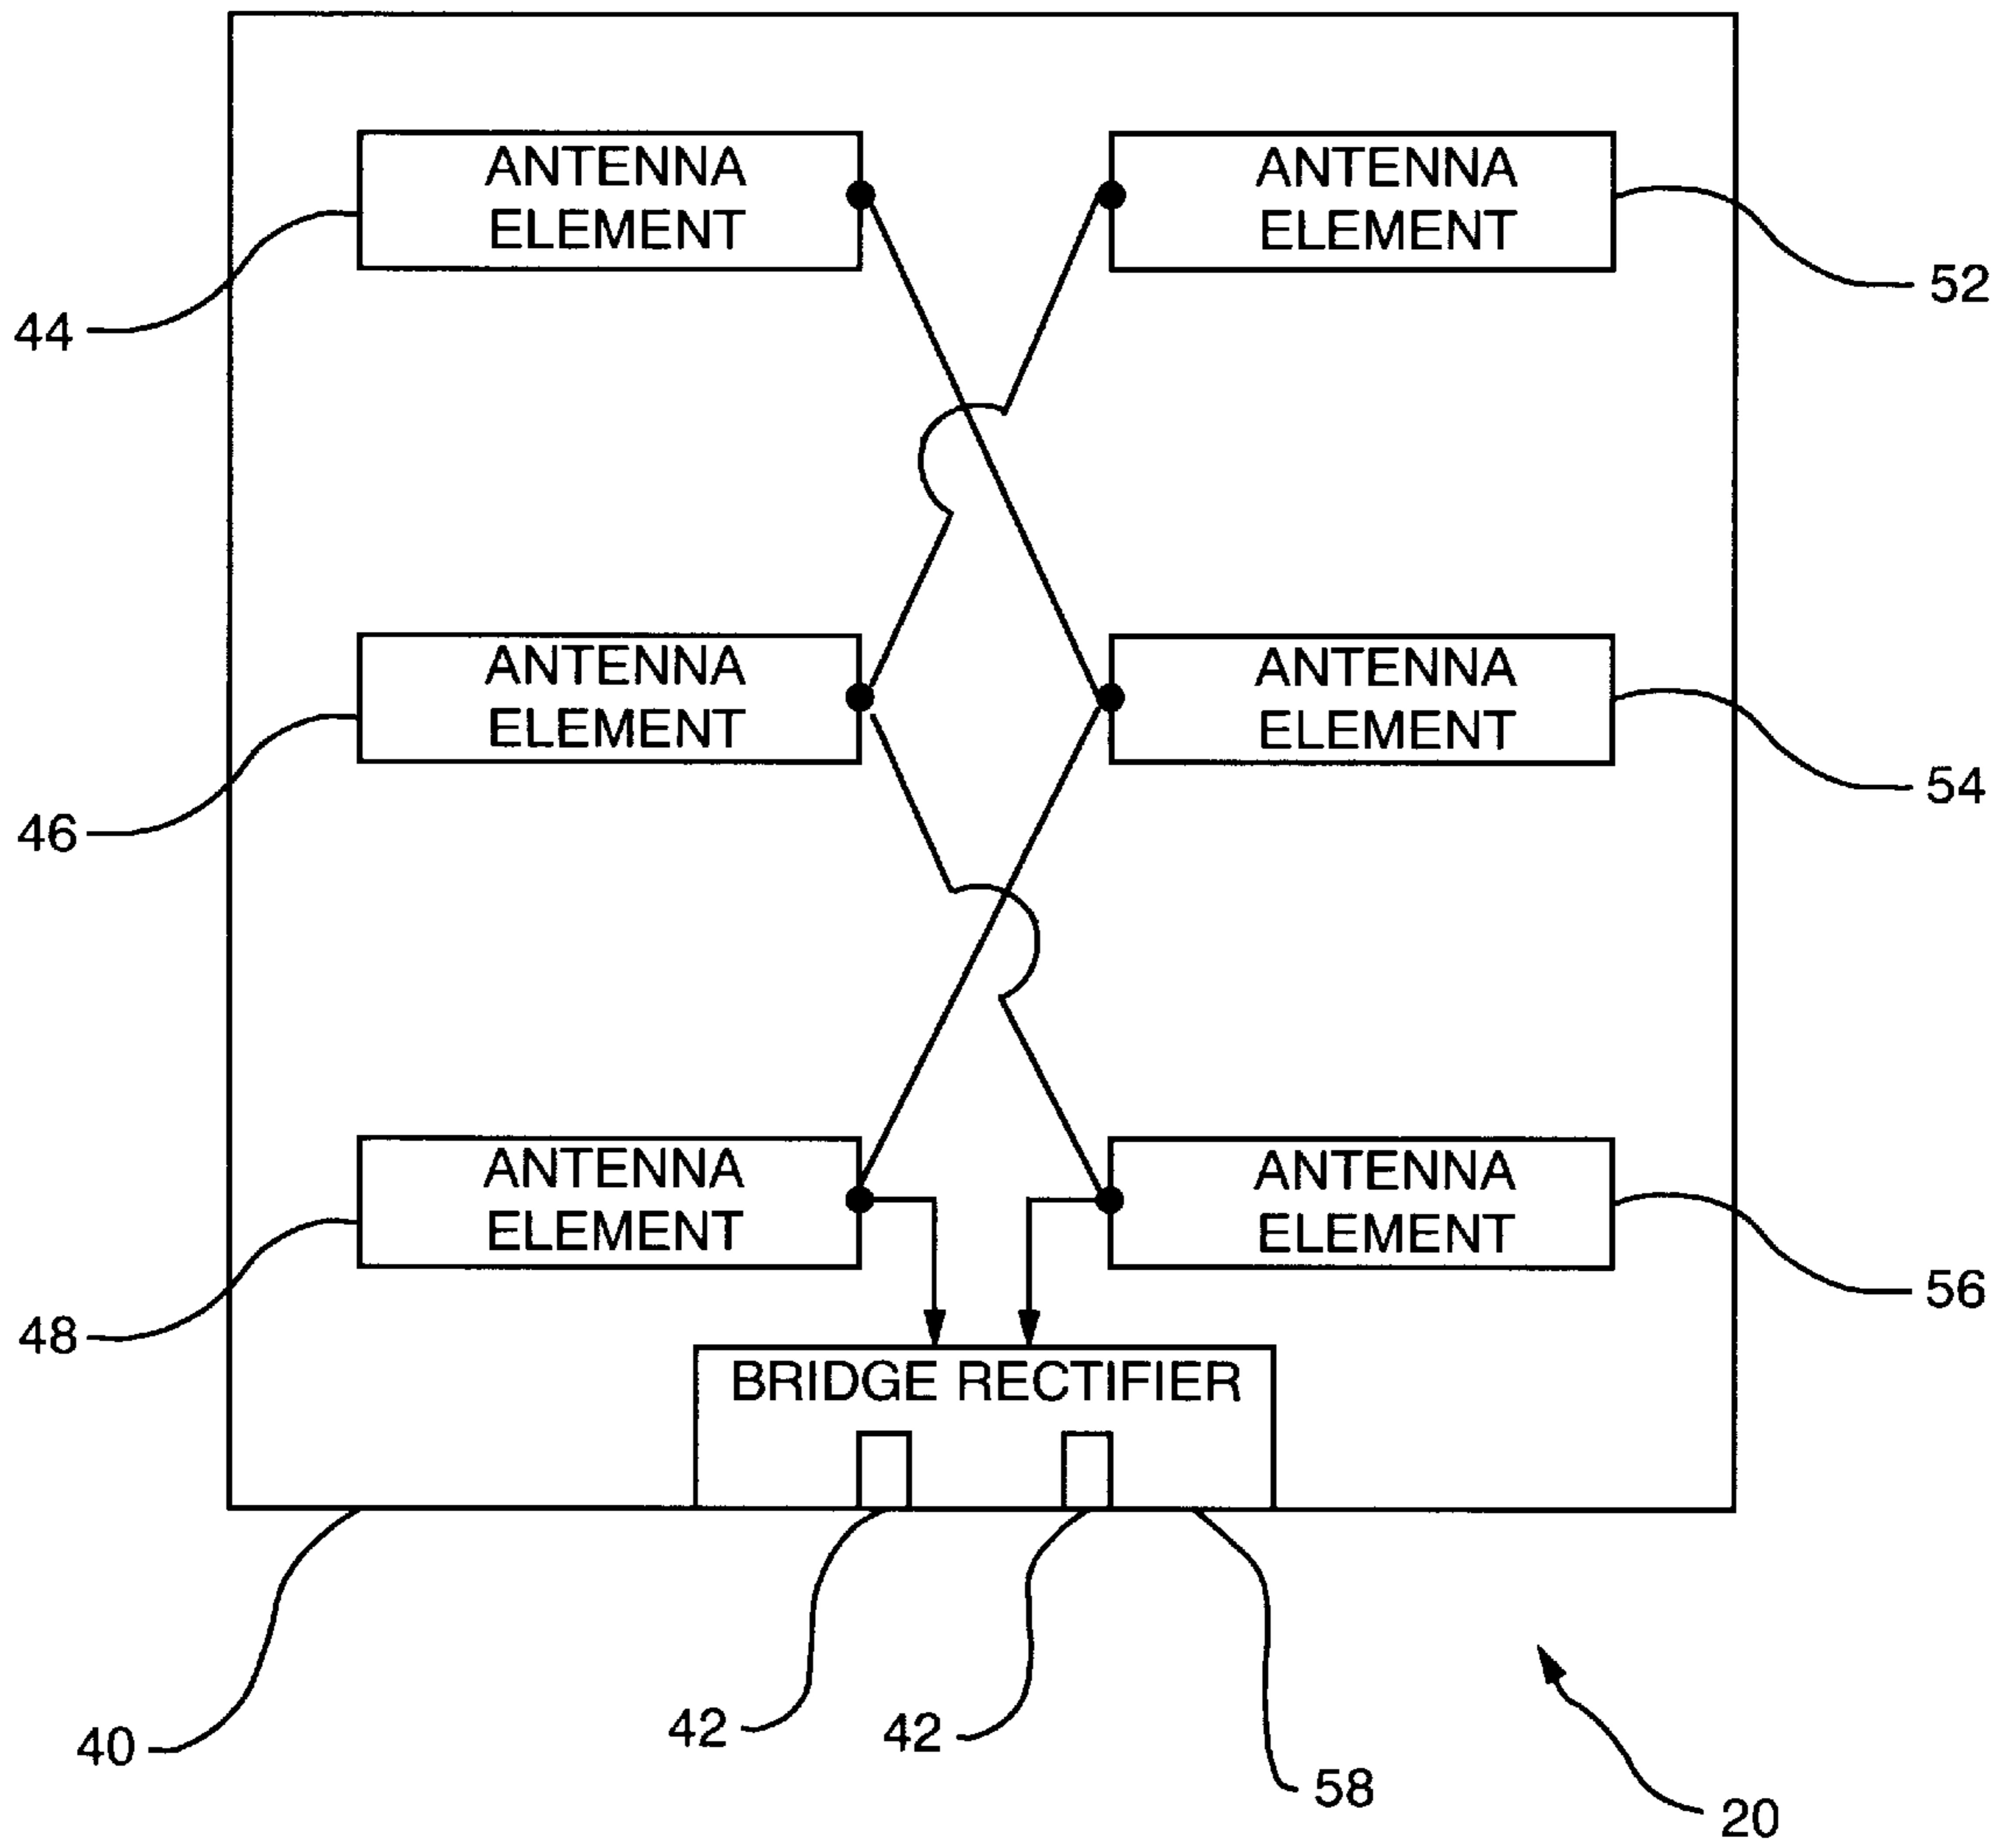 ANTENNA
ELEMENT
ANTENNA
ELEMENT
52
44
ANTENNA
ELEMENT
ANTENNA
ELEMENT
54
46
ANTENNA
ELEMENT
ANTENNA
ELEMENT
56
48
BRIDGE RECTIFIER
40
42
42
58
20